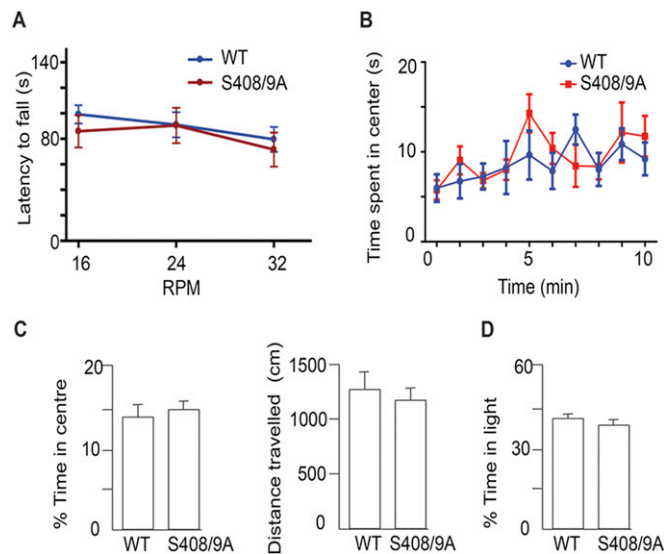 A
WT
S408/9A
Latency to fall (s)
140
80
0
16
24
32
RPM
B
WT
S408/9A
Time spent in center (s)
20
10
0
0
5
10
Time (min)
C
% Time in centre
20
15
0
WT
S408/9A
Distance travelled (cm)
1500
1000
500
0
WT
S408/9A
D
% Time in light
60
30
0
WT
S408/9A